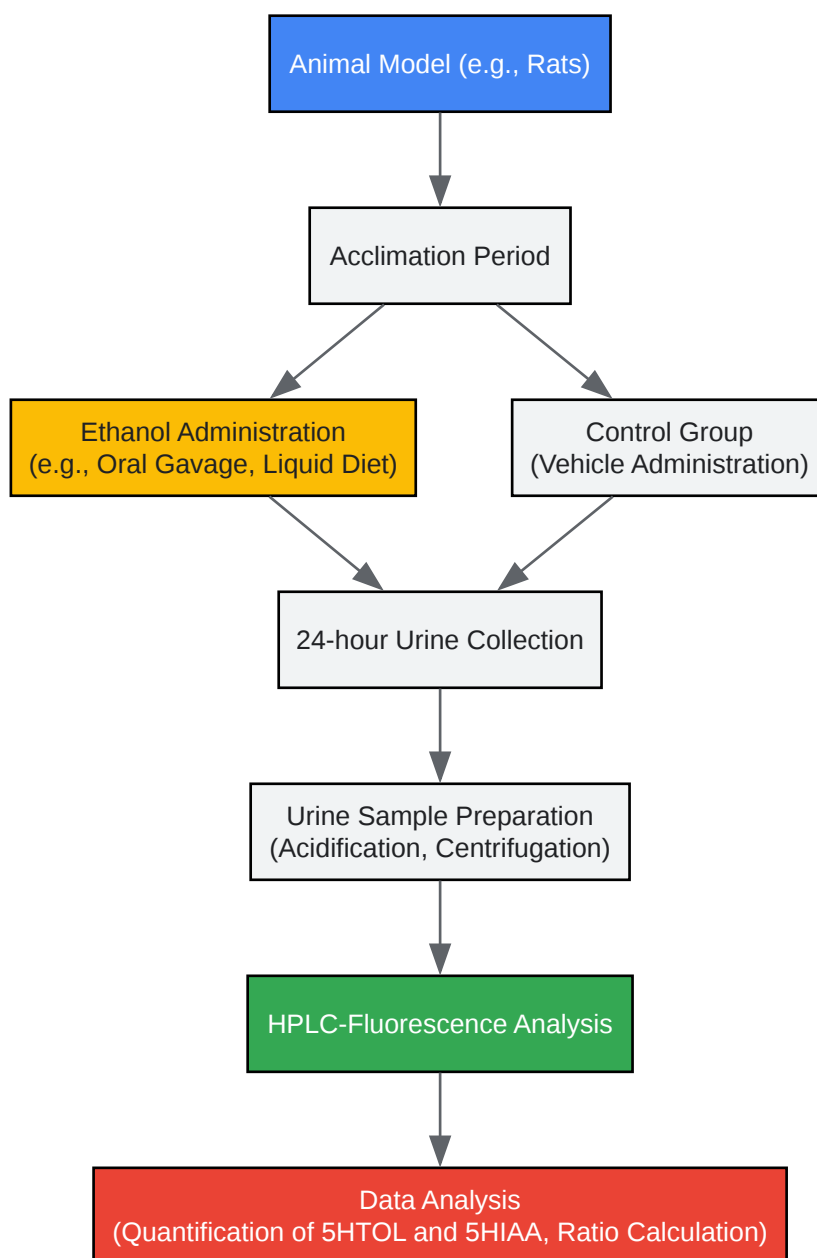 Animal Model (e.g., Rats)
Acclimation Period
Ethanol Administration
(e.g., Oral Gavage, Liquid Diet)
Control Group
(Vehicle Administration)
24-hour Urine Collection
Urine Sample Preparation
(Acidification, Centrifugation)
HPLC-Fluorescence Analysis
Data Analysis
(Quantification of 5HTOL and 5HIAA, Ratio Calculation)